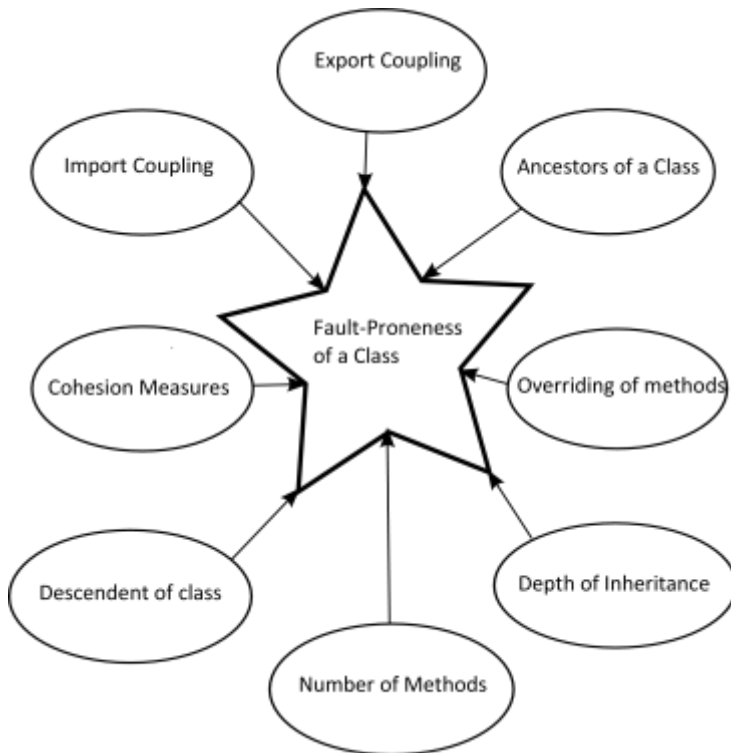 Export Coupling
Import Coupling
Ancestors of a Class
Fault-Proneness
of a Class
Cohesion Measures
Overriding of methods
Descendent of class
Depth of Inheritance
Number of Methods